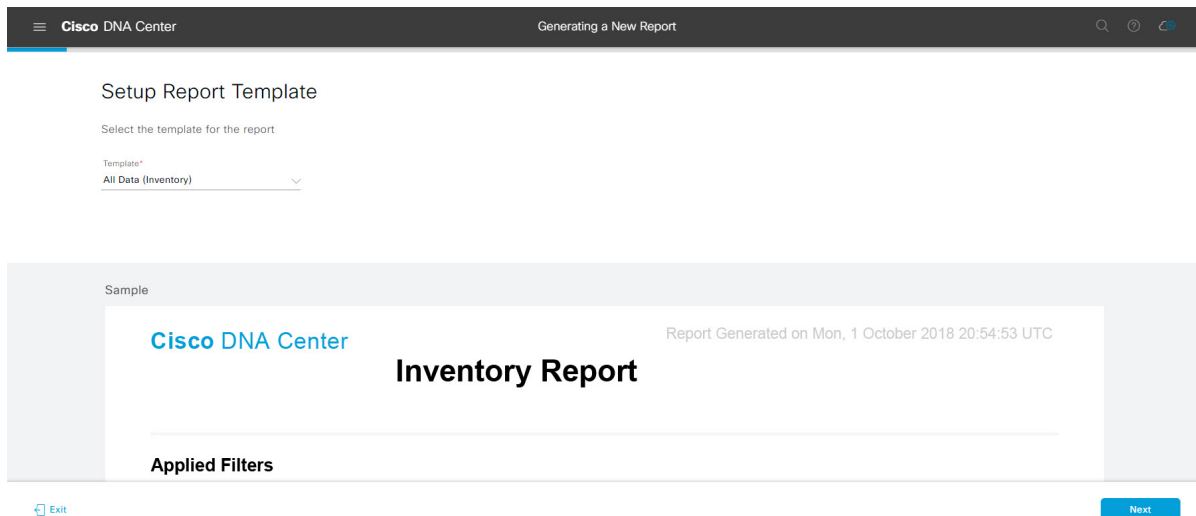 Cisco DNA Center
Generating a New Report
Setup Report Template
Select the template for the report
Template*
All Data (Inventory)
Sample
Cisco DNA Center
Report Generated on Mon, 1 October 2018 20:54:53 UTC
Inventory Report
Applied Filters
Exit
Next